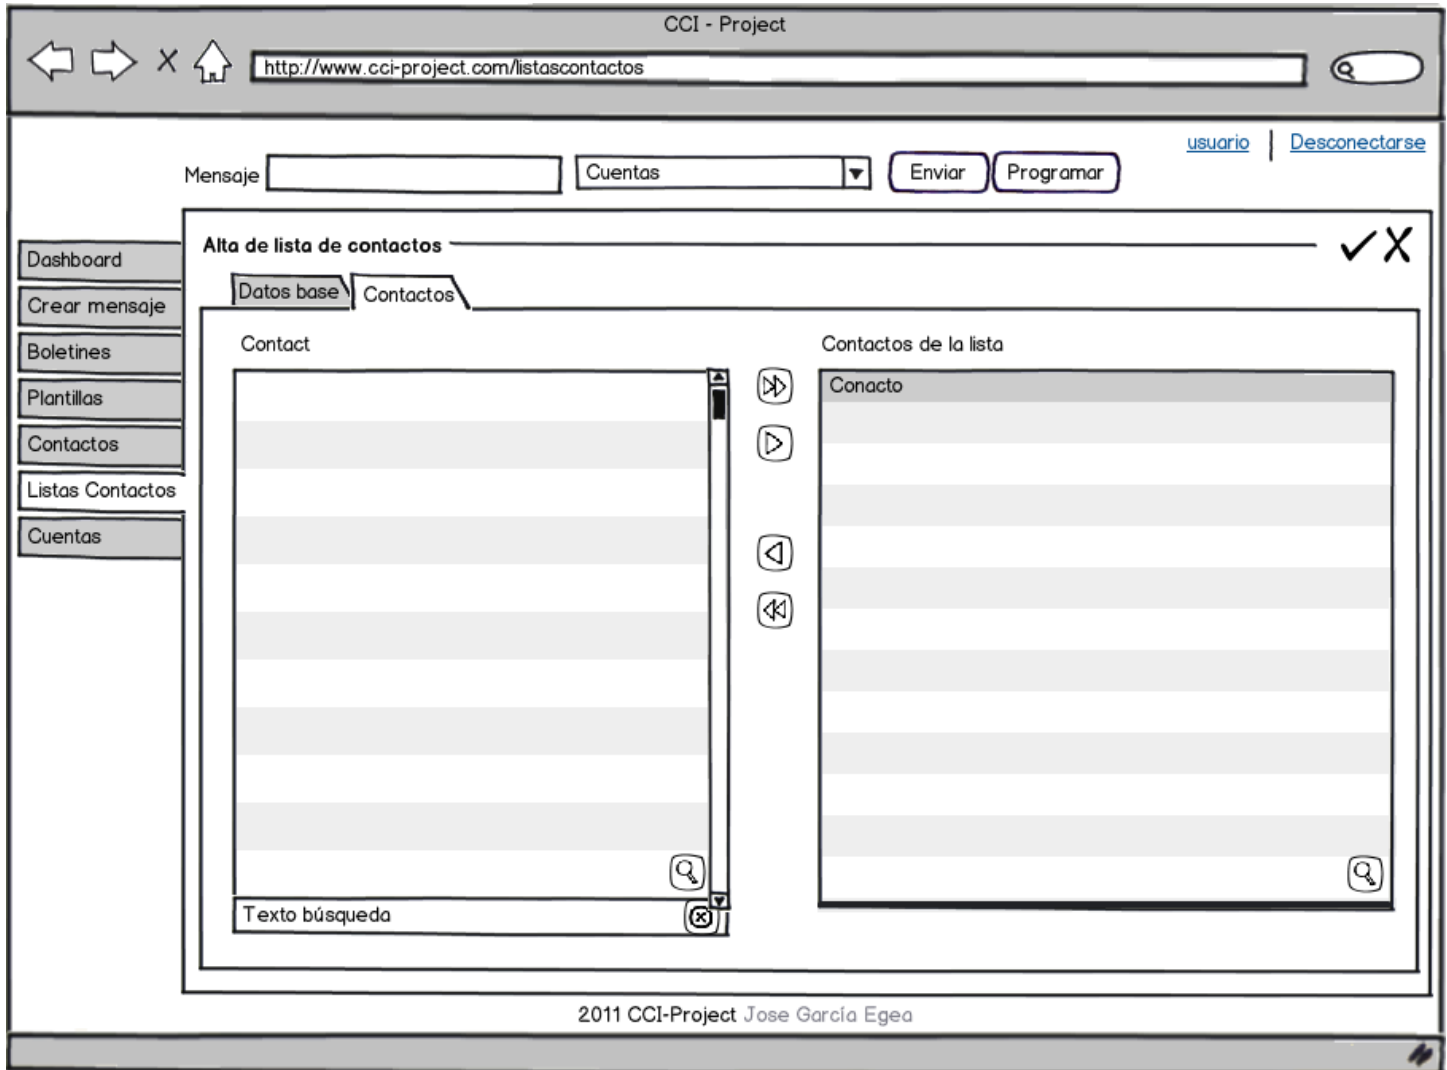 CCI - Project
http://www.cci-project.com/listascontactos
usuario Desconectarse
Mensaje Cuentas Enviar Programar
Alta de lista de contactos
Dashboard
Crear mensaje
Boletines
Plantillas
Contactos
Listas Contactos
Cuentas
Datos base Contactos
Contact
Contactos de la lista
Conacto
Texto búsqueda
2011 CCI-Project Jose García Egea